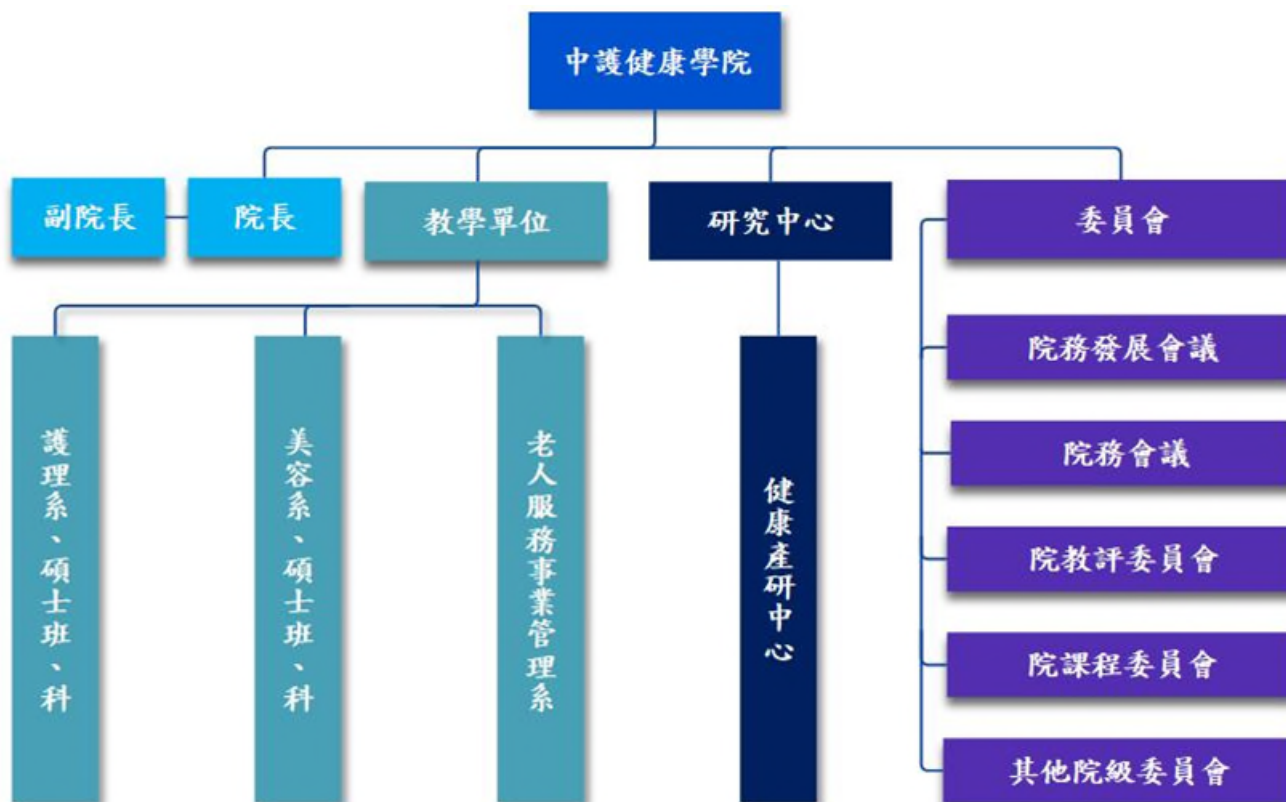 中護健康學院
副院長
院長
教學單位
研究中心
委員會
護理系、碩士班、科
美容系、碩士班、科
老人服務事業管理系
健康產研中心
院務發展會議
院務會議
院教評委員會
院課程委員會
其他院級委員會